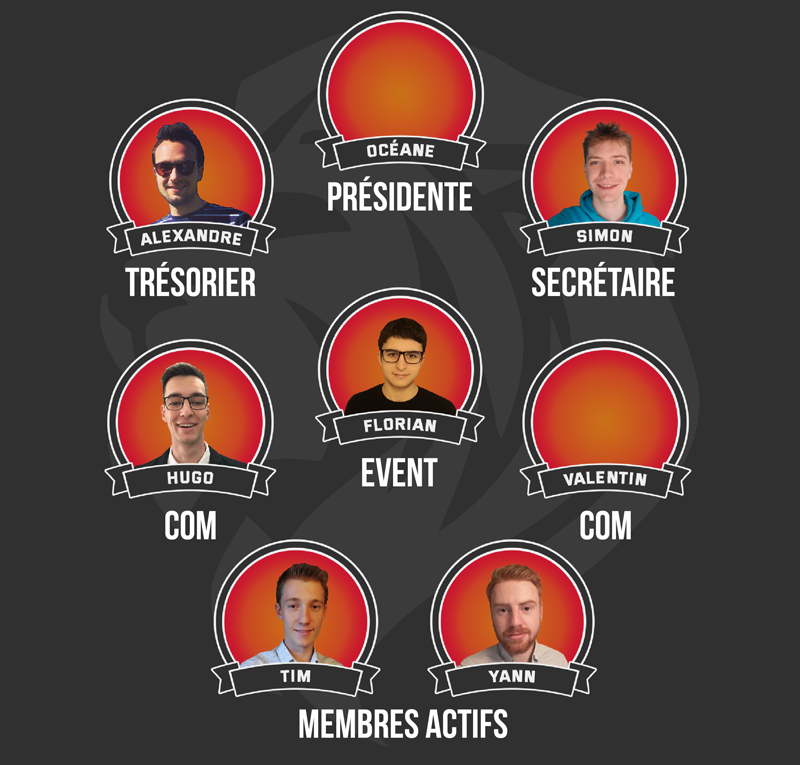 OCÉANE
PRÉSIDENTE
ALEXANDRE
TRÉSORIER
SIMON
SECRÉTAIRE
FLORIAN
EVENT
HUGO
COM
VALENTIN
COM
TIM
YANN
MEMBRES ACTIFS